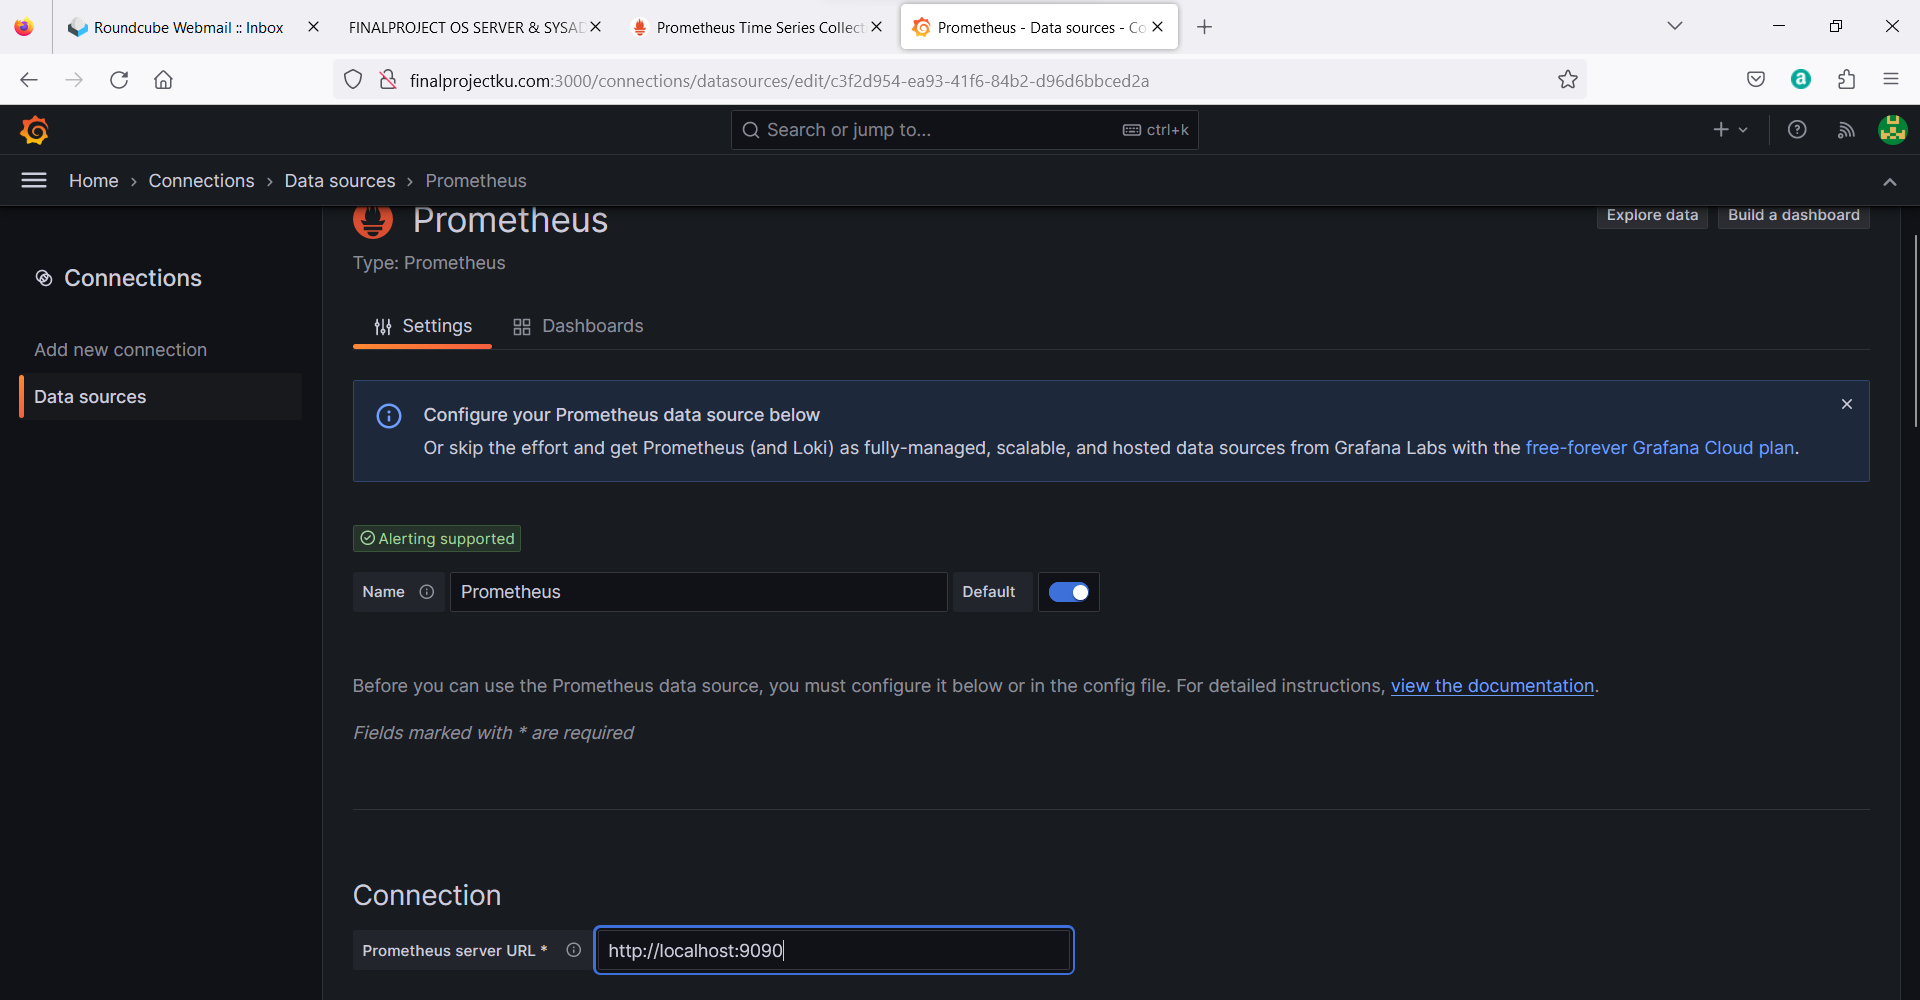 Roundcube Webmail :: Inbox
FINALPROJECT OS SERVER & SYSAD
Prometheus Time Series Collect
Prometheus - Data sources - Co
finalprojectku.com:3000/connections/datasources/edit/c3f2d954-ea93-41f6-84b2-d96d6bbced2a
Search or jump to...
ctrl+k
Home › Connections › Data sources › Prometheus
Prometheus
Explore data
Build a dashboard
Type: Prometheus
Connections
Settings
Dashboards
Add new connection
Data sources
Configure your Prometheus data source below
Or skip the effort and get Prometheus (and Loki) as fully-managed, scalable, and hosted data sources from Grafana Labs with the free-forever Grafana Cloud plan.
Alerting supported
Name
Prometheus
Default
Before you can use the Prometheus data source, you must configure it below or in the config file. For detailed instructions, view the documentation.
Fields marked with * are required
Connection
Prometheus server URL *
http://localhost:9090